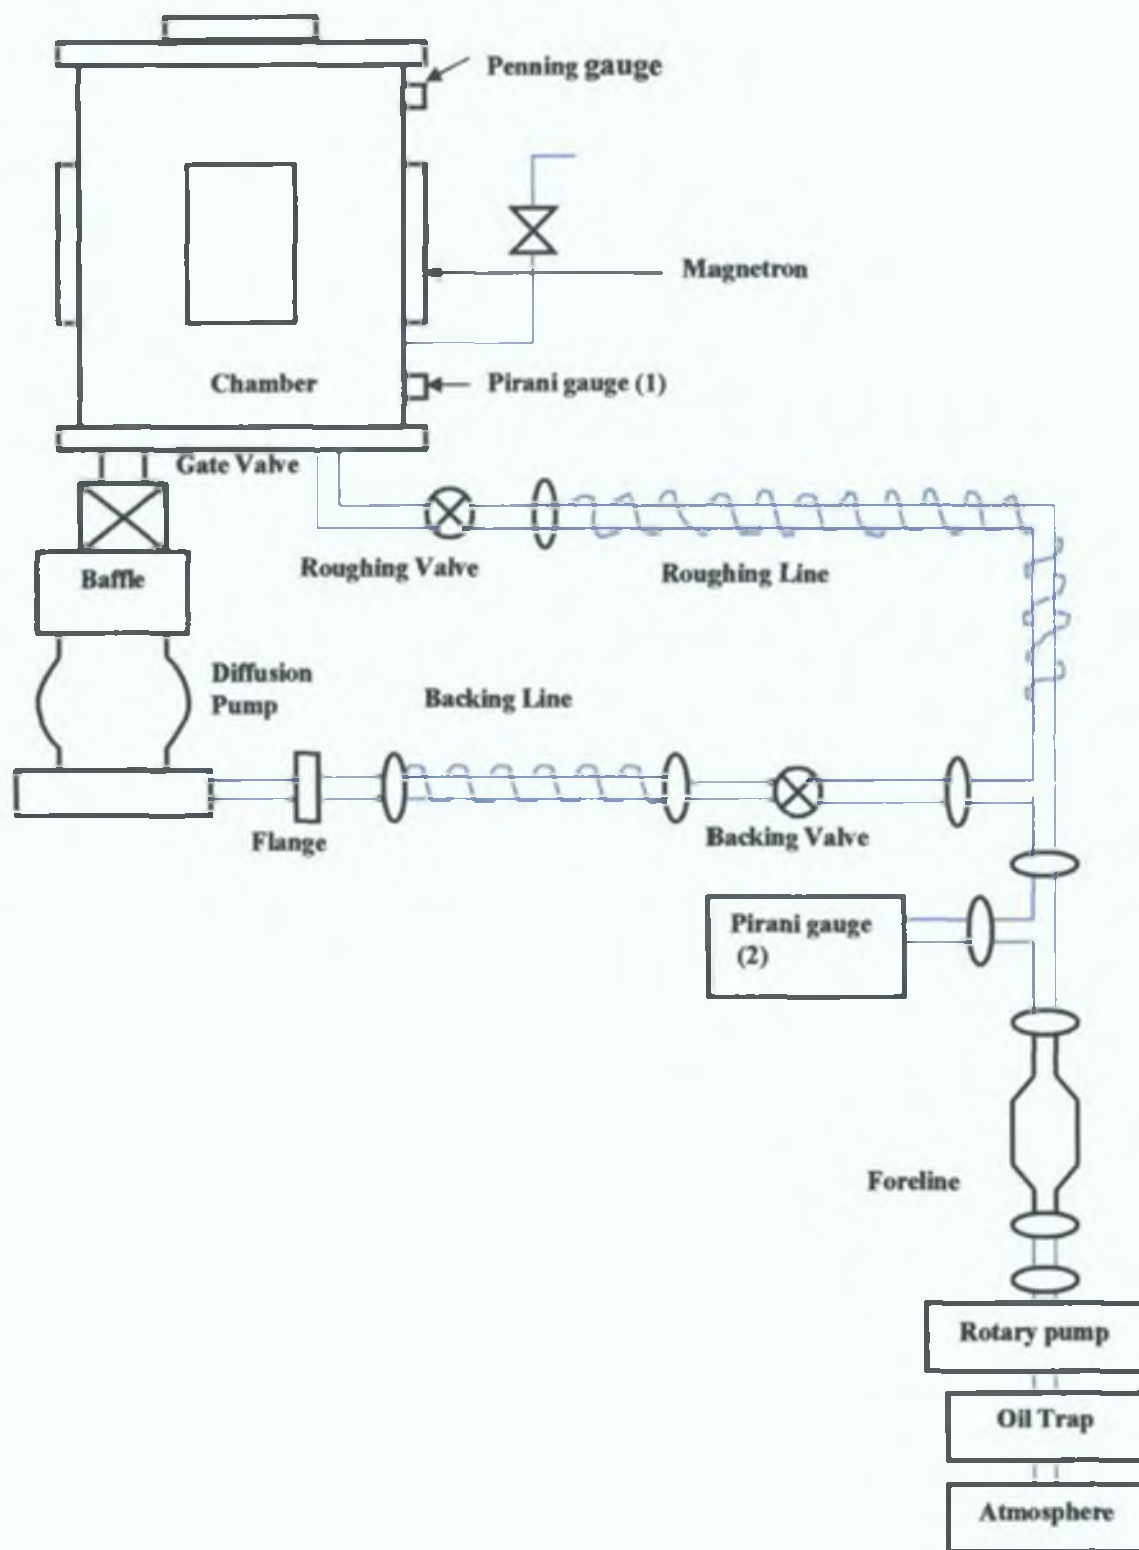 Penning gauge
Magnetron
Chamber
Pirani gauge (1)
Gate Valve
Roughing Valve
Roughing Line
Baffle
Diffusion
Pump
Backing Line
Flange
Backing Valve
Pirani gauge
(2)
Foreline
Rotary pump
Oil Trap
Atmosphere